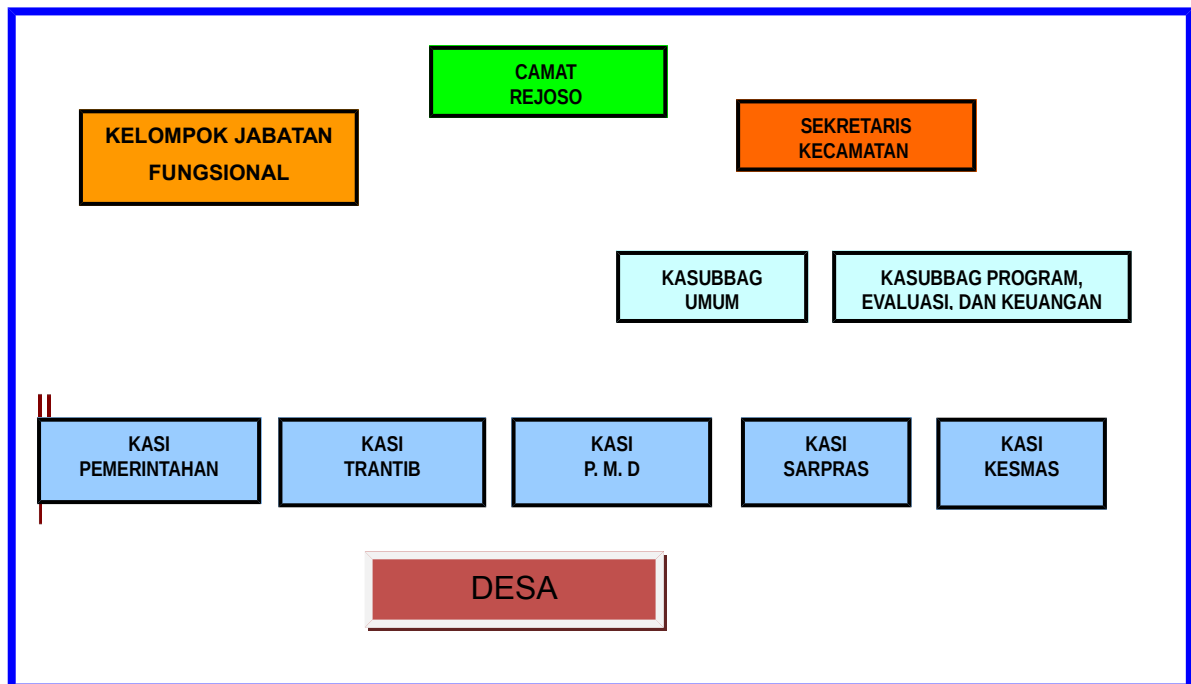 CAMAT
REJOSO
KELOMPOK JABATAN
FUNGSIONAL
SEKRETARIS
KECAMATAN
KASUBBAG
UMUM
KASUBBAG PROGRAM,
EVALUASI, DAN KEUANGAN
KASI
PEMERINTAHAN
KASI
TRANTIB
KASI
P. M. D
KASI
SARPRAS
KASI
KESMAS
DESA